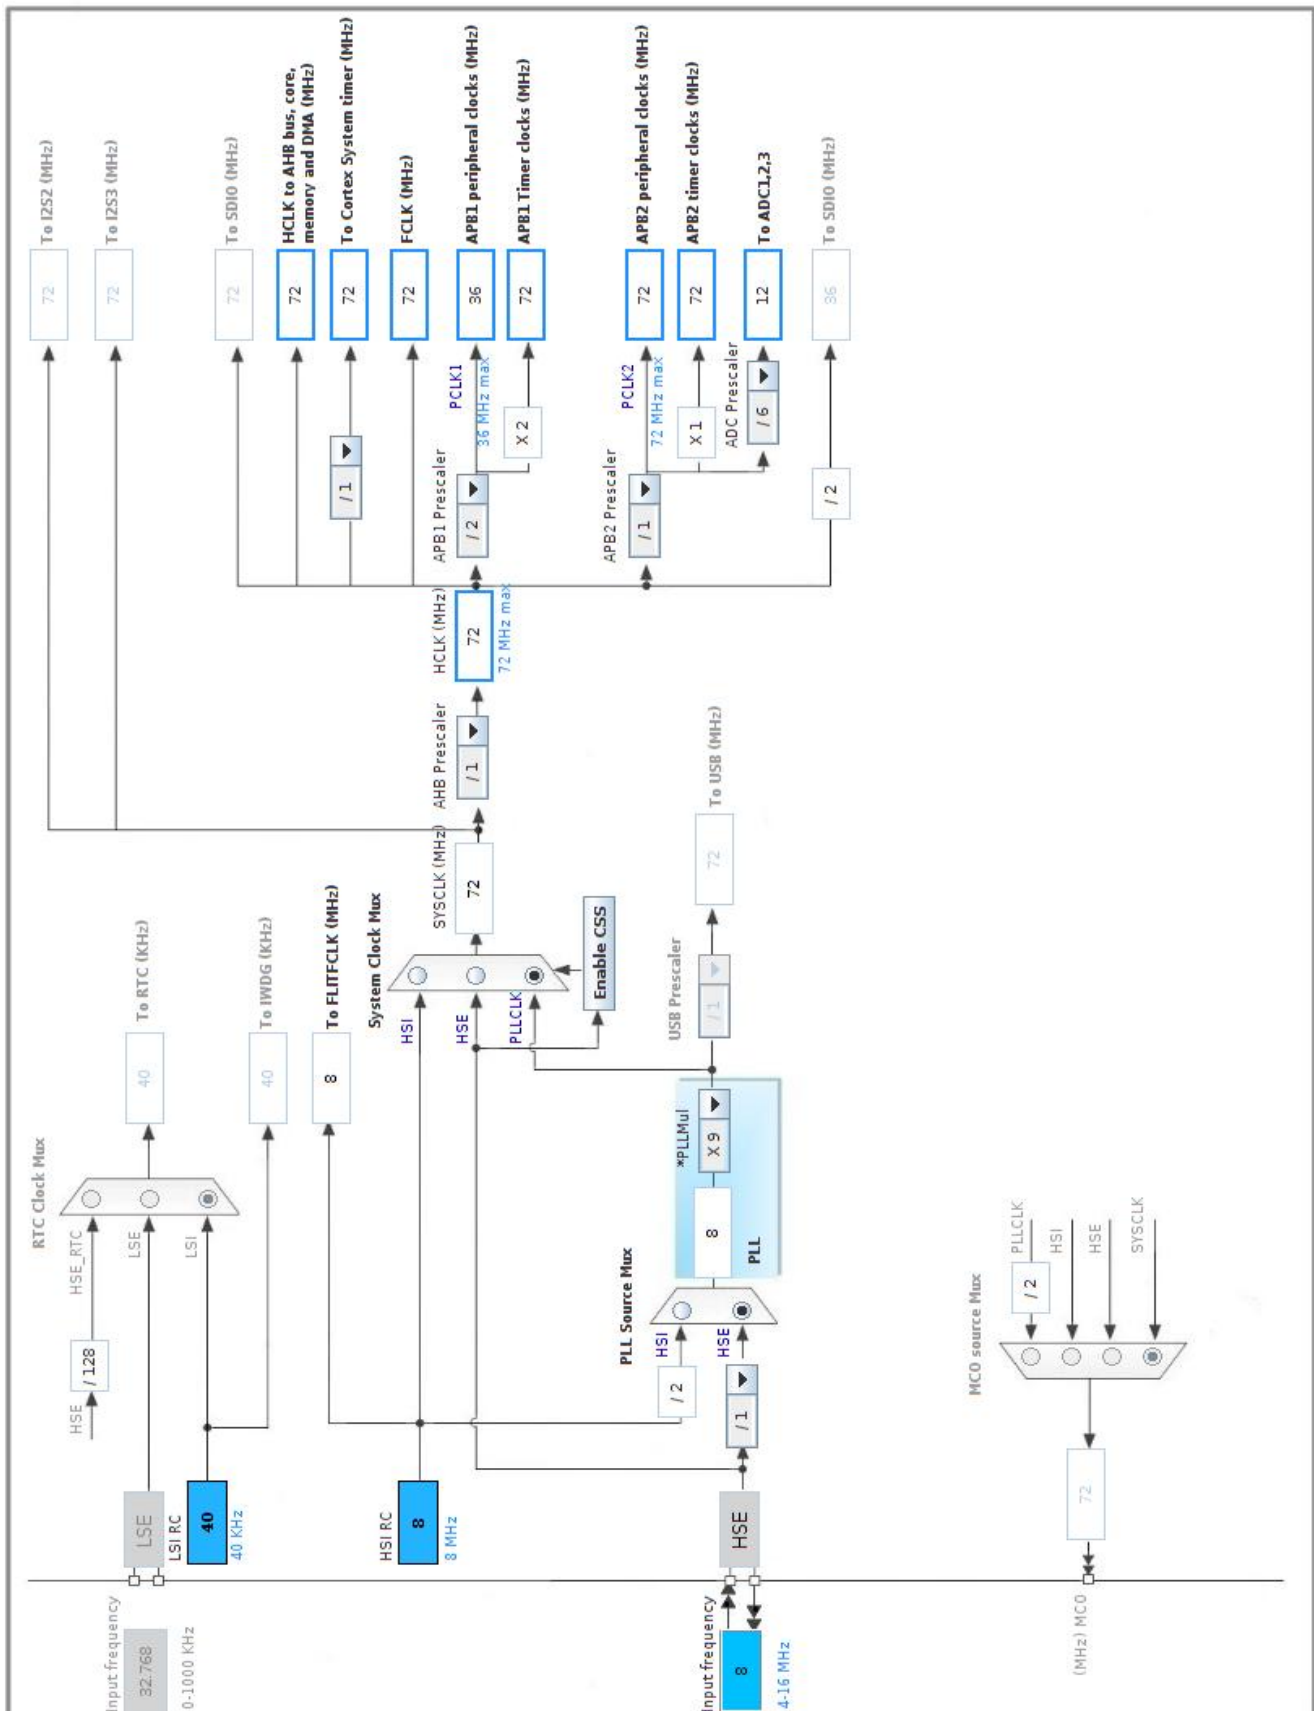 Input frequency
32.768
0-1000 KHz
LSE
LSI RC
40
40 KHz
HSE
/ 128
HSE_RTC
LSE
LSI
RTC Clock Mux
40
To RTC (KHz)
40
To IWDG (KHz)
8
To FLITFCLK (MHz)
HSI RC
8
8 MHz
HSI
HSE
PLLCLK
System Clock Mux
Enable CSS
SYSCLK (MHz)
72
AHB Prescaler
/ 1
HCLK (MHz)
72
72 MHz max
72
To I2S2 (MHz)
72
To I2S3 (MHz)
72
To SDIO (MHz)
72
HCLK to AHB bus, core,
memory and DMA (MHz)
/ 1
72
To Cortex System timer (MHz)
72
FCLK (MHz)
APB1 Prescaler
/ 2
PCLK1
36 MHz max
36
APB1 peripheral clocks (MHz)
X 2
72
APB1 Timer clocks (MHz)
APB2 Prescaler
/ 1
PCLK2
72 MHz max
72
APB2 peripheral clocks (MHz)
X 1
72
APB2 timer clocks (MHz)
ADC Prescaler
/ 6
12
To ADC1,2,3
/ 2
36
To SDIO (MHz)
Input frequency
8
4-16 MHz
HSE
/ 2
/ 1
HSI
HSE
PLL Source Mux
8
*PLLMul
X 9
PLL
USB Prescaler
/ 1
72
To USB (MHz)
(MHz) MCO
72
MCO source Mux
/ 2
PLLCLK
HSI
HSE
SYSCLK